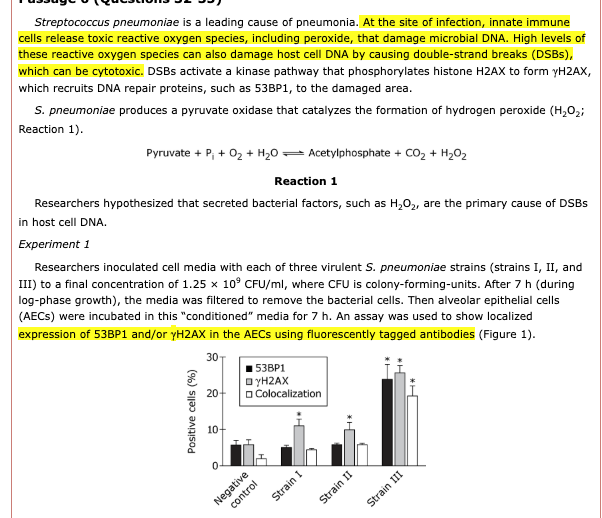 Passage 6 (Questions 32-35)
Streptococcus pneumoniae is a leading cause of pneumonia. At the site of infection, innate immune
cells release toxic reactive oxygen species, including peroxide, that damage microbial DNA. High levels of
these reactive oxygen species can also damage host cell DNA by causing double-strand breaks (DSBs),
which can be cytotoxic. DSBs activate a kinase pathway that phosphorylates histone H2AX to form γH2AX,
which recruits DNA repair proteins, such as 53BP1, to the damaged area.
S. pneumoniae produces a pyruvate oxidase that catalyzes the formation of hydrogen peroxide (H₂O₂;
Reaction 1).
Pyruvate + Pᵢ + O₂ + H₂O ⇌ Acetylphosphate + CO₂ + H₂O₂
Reaction 1
Researchers hypothesized that secreted bacterial factors, such as H₂O₂, are the primary cause of DSBs
in host cell DNA.
Experiment 1
Researchers inoculated cell media with each of three virulent S. pneumoniae strains (strains I, II, and
III) to a final concentration of 1.25 × 10⁹ CFU/ml, where CFU is colony-forming-units. After 7 h (during
log-phase growth), the media was filtered to remove the bacterial cells. Then alveolar epithelial cells
(AECs) were incubated in this “conditioned” media for 7 h. An assay was used to show localized
expression of 53BP1 and/or γH2AX in the AECs using fluorescently tagged antibodies (Figure 1).
Positive cells (%)
30
20
10
0
53BP1
γH2AX
Colocalization
*
*
* *
*
Negative
control
Strain I
Strain II
Strain III